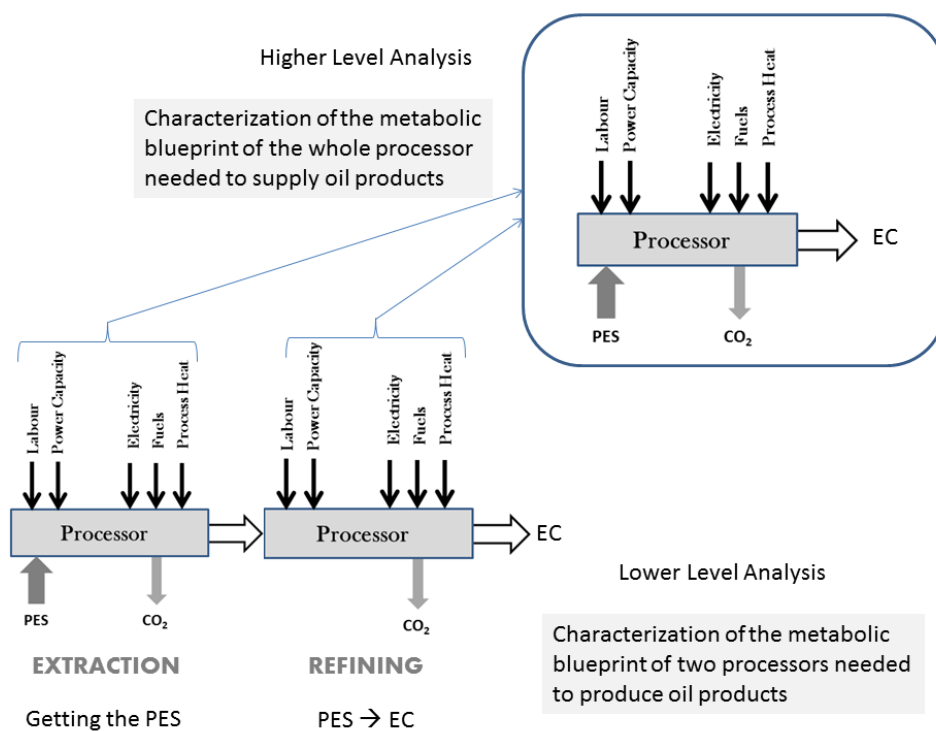 Higher Level Analysis
Characterization of the metabolic
blueprint of the whole processor
needed to supply oil products
Labour
Power Capacity
Electricity
Fuels
Process Heat
Processor
EC
PES
CO₂
Labour
Power Capacity
Electricity
Fuels
Process Heat
Processor
PES
CO₂
EXTRACTION
Getting the PES
Labour
Power Capacity
Electricity
Fuels
Process Heat
Processor
EC
CO₂
REFINING
PES → EC
Lower Level Analysis
Characterization of the metabolic
blueprint of two processors needed
to produce oil products